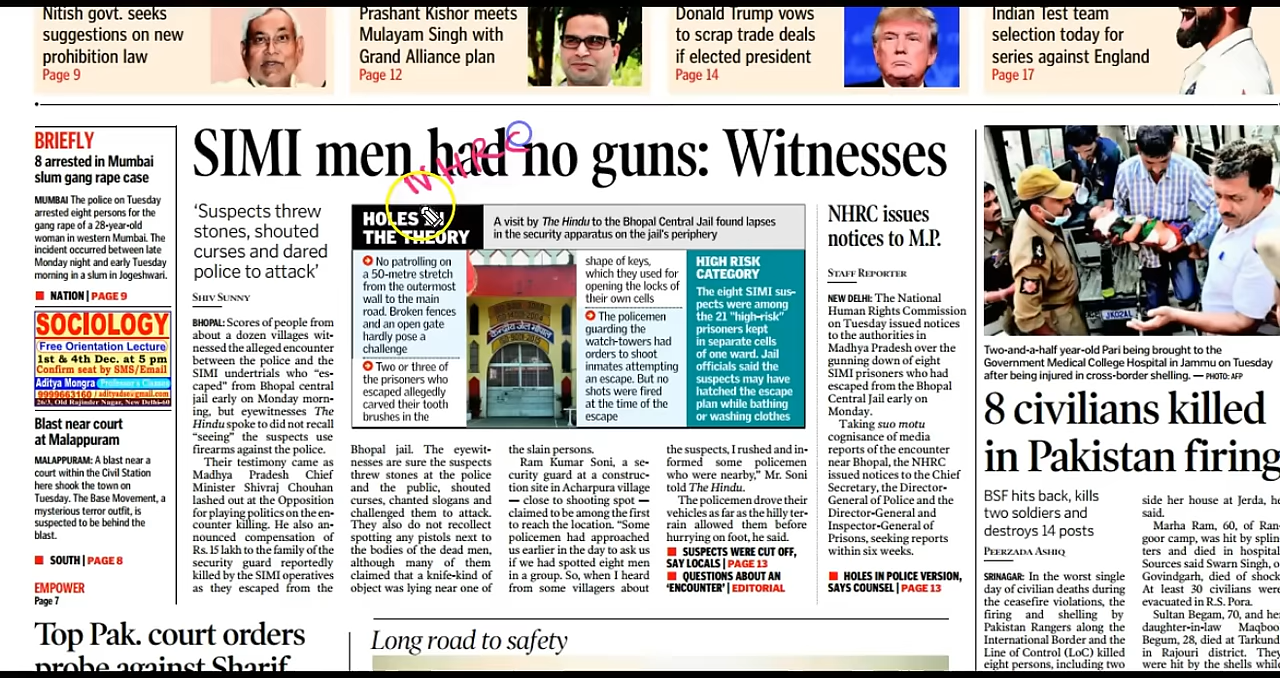 Nitish govt. seeks
suggestions on new
prohibition law
Page 9
Prashant Kishor meets
Mulayam Singh with
Grand Alliance plan
Page 12
Donald Trump vows
to scrap trade deals
if elected president
Page 14
Indian Test team
selection today for
series against England
Page 17
BRIEFLY
8 arrested in Mumbai
slum gang rape case
MUMBAI The police on Tuesday
arrested eight persons for the
gang rape of a 28-year-old
woman in western Mumbai. The
incident occurred between late
Monday night and early Tuesday
morning in a slum in Jogeshwari.
NATION | PAGE 9
SOCIOLOGY
Free Orientation Lecture
1st & 4th Dec. at 5 pm
Confirm seat by SMS/Email
Aditya Mongra Professor's Classes
9999663160 / adityadae@gmail.com
26/3, Old Rajinder Nagar, New Delhi-60
Blast near court
at Malappuram
MALAPPURAM: A blast near a
court within the Civil Station
here shook the town on
Tuesday. The Base Movement, a
mysterious terror outfit, is
suspected to be behind the
blast.
SOUTH | PAGE 8
EMPOWER
Page 7
Top Pak. court orders
probe against Sharif
SIMI men had no guns: Witnesses
NHRC
‘Suspects threw
stones, shouted
curses and dared
police to attack’
SHIV SUNNY
BHOPAL: Scores of people from
about a dozen villages wit-
nessed the alleged encounter
between the police and the
SIMI undertrials who “es-
caped” from Bhopal central
jail early on Monday morn-
ing, but eyewitnesses The
Hindu spoke to did not recall
“seeing” the suspects use
firearms against the police.
Their testimony came as
Madhya Pradesh Chief
Minister Shivraj Chouhan
lashed out at the Opposition
for playing politics on the en-
counter killing. He also an-
nounced compensation of
Rs. 15 lakh to the family of the
security guard reportedly
killed by the SIMI operatives
as they escaped from the
HOLES IN
THE THEORY
A visit by The Hindu to the Bhopal Central Jail found lapses
in the security apparatus on the jail's periphery
No patrolling on
a 50-metre stretch
from the outermost
wall to the main
road. Broken fences
and an open gate
hardly pose a
challenge
Two or three of
the prisoners who
escaped allegedly
carved their tooth
brushes in the
shape of keys,
which they used for
opening the locks of
their own cells
The policemen
guarding the
watch-towers had
orders to shoot
inmates attempting
an escape. But no
shots were fired
at the time of the
escape
HIGH RISK
CATEGORY
The eight SIMI sus-
pects were among
the 21 “high-risk”
prisoners kept
in separate cells
of one ward. Jail
officials said the
suspects may have
hatched the escape
plan while bathing
or washing clothes
Bhopal jail. The eyewit-
nesses are sure the suspects
threw stones at the police
and the public, shouted
curses, chanted slogans and
challenged them to attack.
They also do not recollect
spotting any pistols next to
the bodies of the dead men,
although many of them
claimed that a knife-kind of
object was lying near one of
the slain persons.
Ram Kumar Soni, a se-
curity guard at a construc-
tion site in Acharpura village
— close to shooting spot —
claimed to be among the first
to reach the location. “Some
policemen had approached
us earlier in the day to ask us
if we had spotted eight men
in a group. So, when I heard
from some villagers about
the suspects, I rushed and in-
formed some policemen
who were nearby,” Mr. Soni
told The Hindu.
The policemen drove their
vehicles as far as the hilly ter-
rain allowed them before
hurrying on foot, he said.
SUSPECTS WERE CUT OFF,
SAY LOCALS | PAGE 13
QUESTIONS ABOUT AN
‘ENCOUNTER’ | EDITORIAL
NHRC issues
notices to M.P.
STAFF REPORTER
NEW DELHI: The National
Human Rights Commission
on Tuesday issued notices
to the authorities in
Madhya Pradesh over the
gunning down of eight
SIMI prisoners who had
escaped from the Bhopal
Central Jail early on
Monday.
Taking suo motu
cognisance of media
reports of the encounter
near Bhopal, the NHRC
issued notices to the Chief
Secretary, the Director-
General of Police and the
Director-General and
Inspector-General of
Prisons, seeking reports
within six weeks.
HOLES IN POLICE VERSION,
SAYS COUNSEL | PAGE 13
Long road to safety
JK02AL
Two-and-a-half year-old Pari being brought to the
Government Medical College Hospital in Jammu on Tuesday
after being injured in cross-border shelling. — PHOTO: AFP
8 civilians killed
in Pakistan firing
BSF hits back, kills
two soldiers and
destroys 14 posts
PEERZADA ASHIQ
SRINAGAR: In the worst single
day of civilian deaths during
the ceasefire violations, the
firing and shelling by
Pakistan Rangers along the
International Border and the
Line of Control (LoC) killed
eight persons, including two
side her house at Jerda, he
said.
Marha Ram, 60, of Ran-
goor camp, was hit by splin-
ters and died in hospital.
Sources said Swarn Singh, of
Govindgarh, died of shock.
At least 30 civilians were
evacuated in R.S. Pora.
Sultan Begam, 70, and her
daughter-in-law Maqboo
Begum, 28, died at Tarkund
in Rajouri district. They
were hit by the shells while